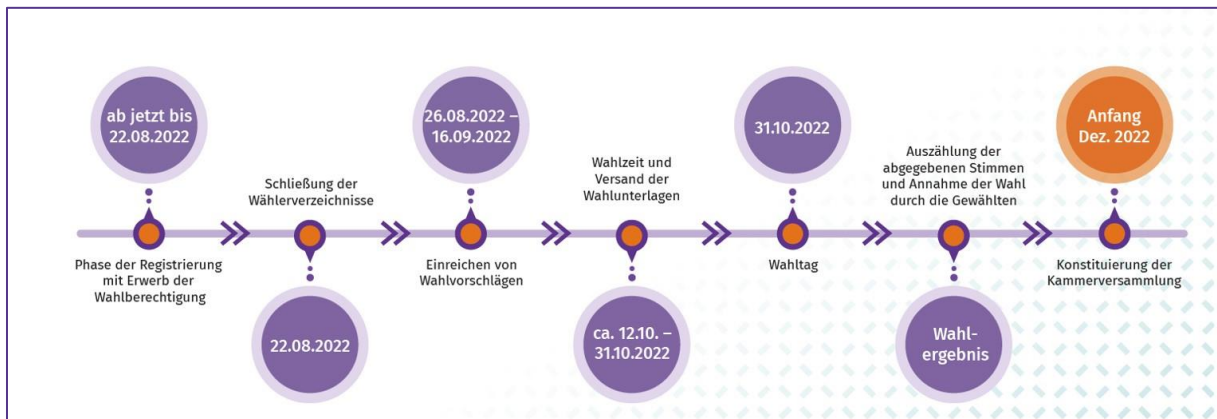 ab jetzt bis
22.08.2022
Phase der Registrierung
mit Erwerb der
Wahlberechtigung
Schließung der
Wählerverzeichnisse
22.08.2022
26.08.2022 –
16.09.2022
Einreichen von
Wahlvorschlägen
Wahlzeit und
Versand der
Wahlunterlagen
ca. 12.10. –
31.10.2022
31.10.2022
Wahltag
Auszählung der
abgegebenen Stimmen
und Annahme der Wahl
durch die Gewählten
Wahl-
ergebnis
Anfang
Dez. 2022
Konstituierung der
Kammerversammlung